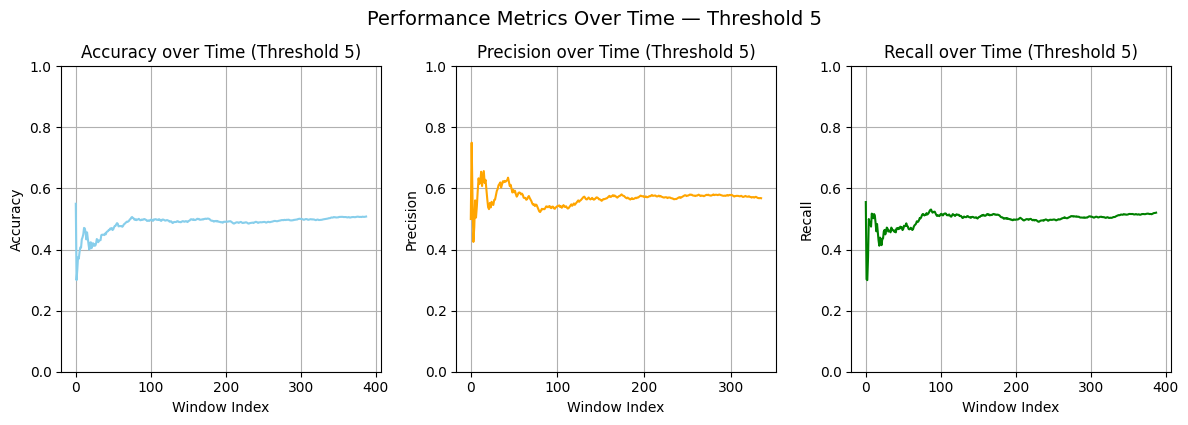 Performance Metrics Over Time — Threshold 5
Accuracy over Time (Threshold 5)
1.0
0.8
0.6
0.4
0.2
0.0
Accuracy
0 100 200 300 400
Window Index
Precision over Time (Threshold 5)
1.0
0.8
0.6
0.4
0.2
0.0
Precision
0 100 200 300
Window Index
Recall over Time (Threshold 5)
1.0
0.8
0.6
0.4
0.2
0.0
Recall
0 100 200 300 400
Window Index